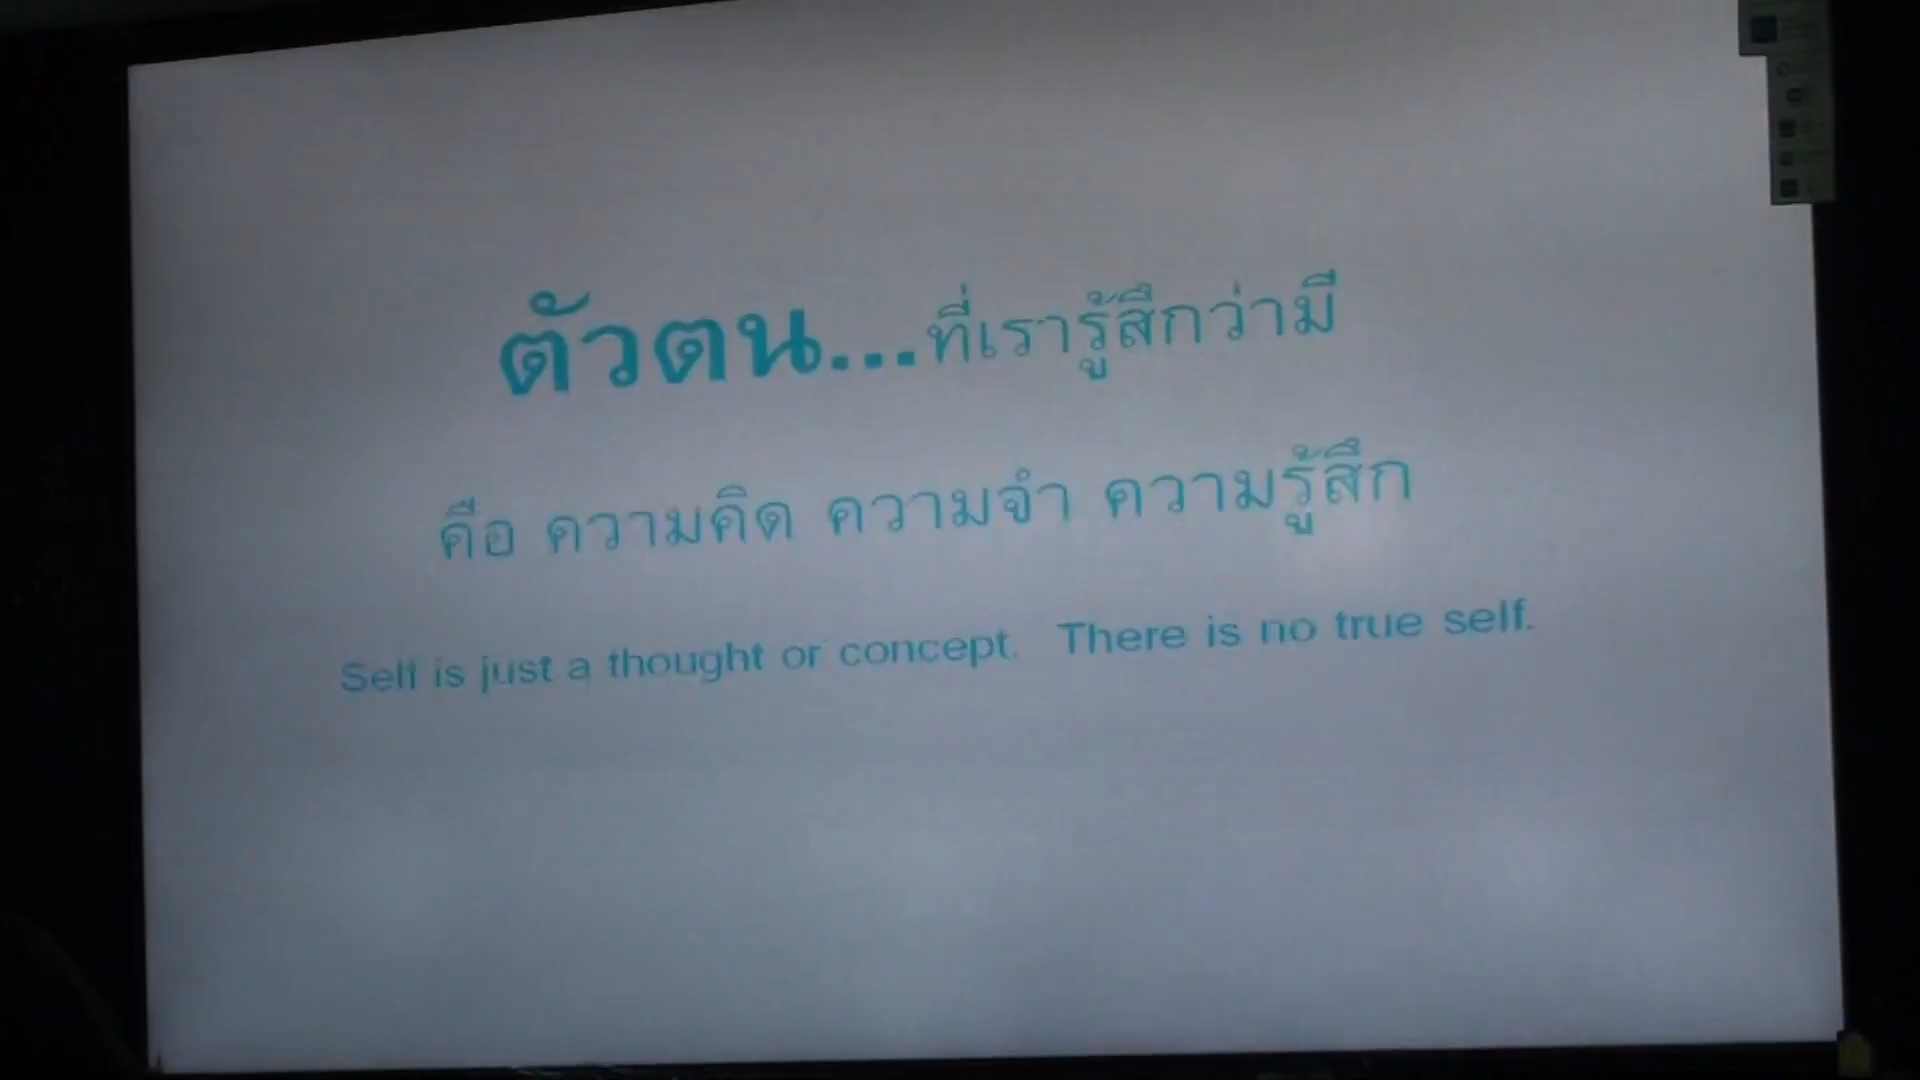 ตัวตน...ที่เรารู้สึกว่ามี
คือ ความคิด ความจำ ความรู้สึก
Self is just a thought or concept. There is no true self.